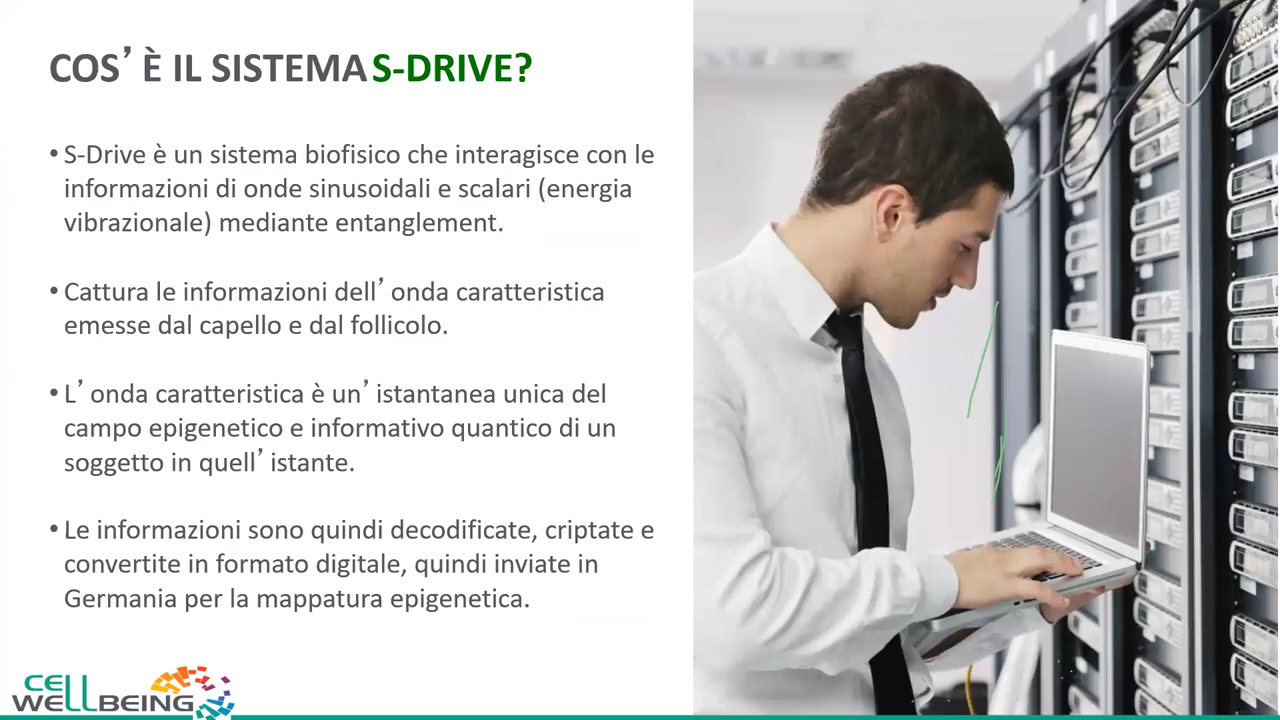 COS’ È IL SISTEMA S-DRIVE?
• S-Drive è un sistema biofisico che interagisce con le
informazioni di onde sinusoidali e scalari (energia
vibrazionale) mediante entanglement.
• Cattura le informazioni dell’ onda caratteristica
emesse dal capello e dal follicolo.
• L’ onda caratteristica è un’ istantanea unica del
campo epigenetico e informativo quantico di un
soggetto in quell’ istante.
• Le informazioni sono quindi decodificate, criptate e
convertite in formato digitale, quindi inviate in
Germania per la mappatura epigenetica.
CELL
WELLBEING